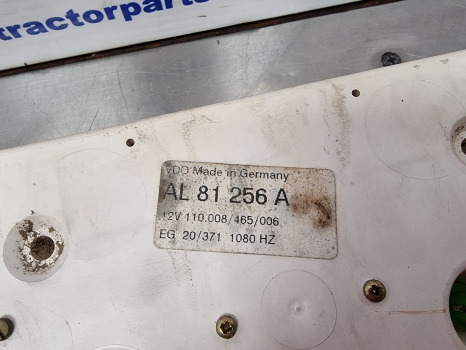 tractorparts
VDO Made in Germany
AL 81 256 A
12V 110.008/465/006
EG 20/371 1080 HZ